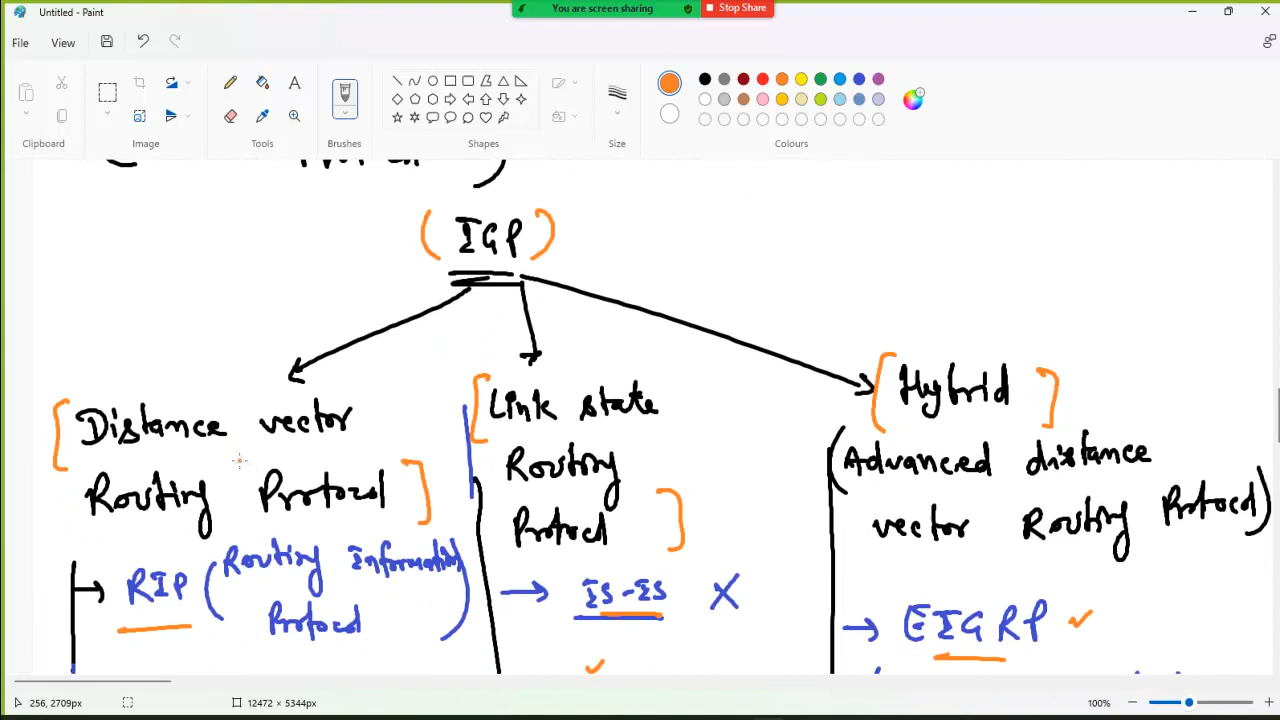 You are screen sharing
Stop Share
Untitled - Paint
File View
Clipboard Image Tools Brushes Shapes Size Colours
(IGP)
Distance vector
Routing Protocol
RIP (Routing Information
Protocol)
Link state
Routing
Protocol
IS-IS X
Hybrid
(Advanced distance
vector Routing Protocol)
EIGRP
256, 2709px
12472 × 5344px
100%